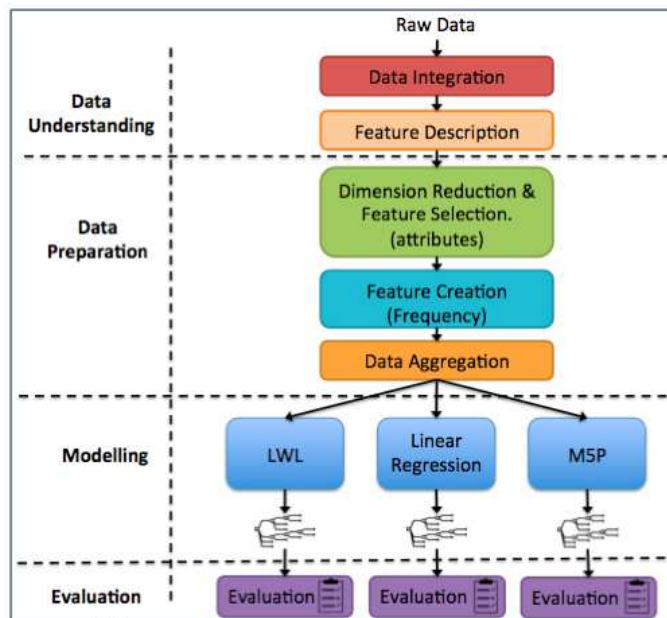 Raw Data
Data Integration
Data
Understanding
Feature Description
Dimension Reduction &
Feature Selection.
(attributes)
Data
Preparation
Feature Creation
(Frequency)
Data Aggregation
Modelling
LWL
Linear
Regression
M5P
Evaluation
Evaluation
Evaluation
Evaluation